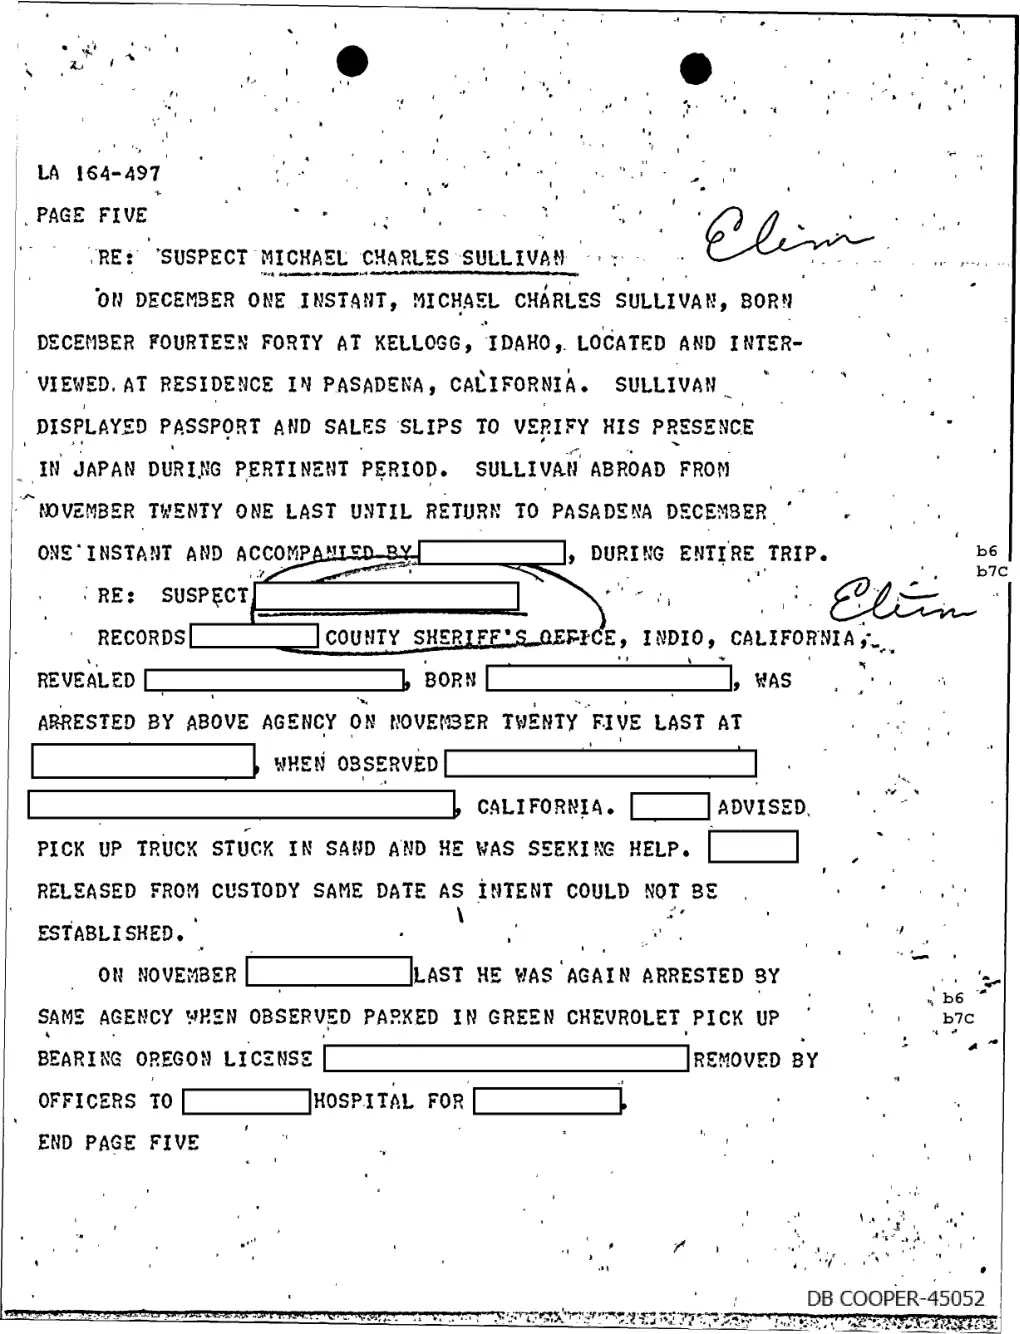 LA 164-497
PAGE FIVE
Elim
RE: SUSPECT MICHAEL CHARLES SULLIVAN
ON DECEMBER ONE INSTANT, MICHAEL CHARLES SULLIVAN, BORN
DECEMBER FOURTEEN FORTY AT KELLOGG, IDAHO, LOCATED AND INTER-
VIEWED AT RESIDENCE IN PASADENA, CALIFORNIA. SULLIVAN
DISPLAYED PASSPORT AND SALES SLIPS TO VERIFY HIS PRESENCE
IN JAPAN DURING PERTINENT PERIOD. SULLIVAN ABROAD FROM
NOVEMBER TWENTY ONE LAST UNTIL RETURN TO PASADENA DECEMBER
ONE INSTANT AND ACCOMPANIED BY , DURING ENTIRE TRIP.
b6
b7C
RE: SUSPECT
Elim
RECORDS COUNTY SHERIFF'S OFFICE, INDIO, CALIFORNIA,
REVEALED , BORN , WAS
ARRESTED BY ABOVE AGENCY ON NOVEMBER TWENTY FIVE LAST AT
, WHEN OBSERVED
, CALIFORNIA. ADVISED
PICK UP TRUCK STUCK IN SAND AND HE WAS SEEKING HELP.
RELEASED FROM CUSTODY SAME DATE AS INTENT COULD NOT BE
ESTABLISHED.
ON NOVEMBER LAST HE WAS AGAIN ARRESTED BY
b6
b7C
SAME AGENCY WHEN OBSERVED PARKED IN GREEN CHEVROLET PICK UP
BEARING OREGON LICENSE REMOVED BY
OFFICERS TO HOSPITAL FOR .
END PAGE FIVE
DB COOPER-45052